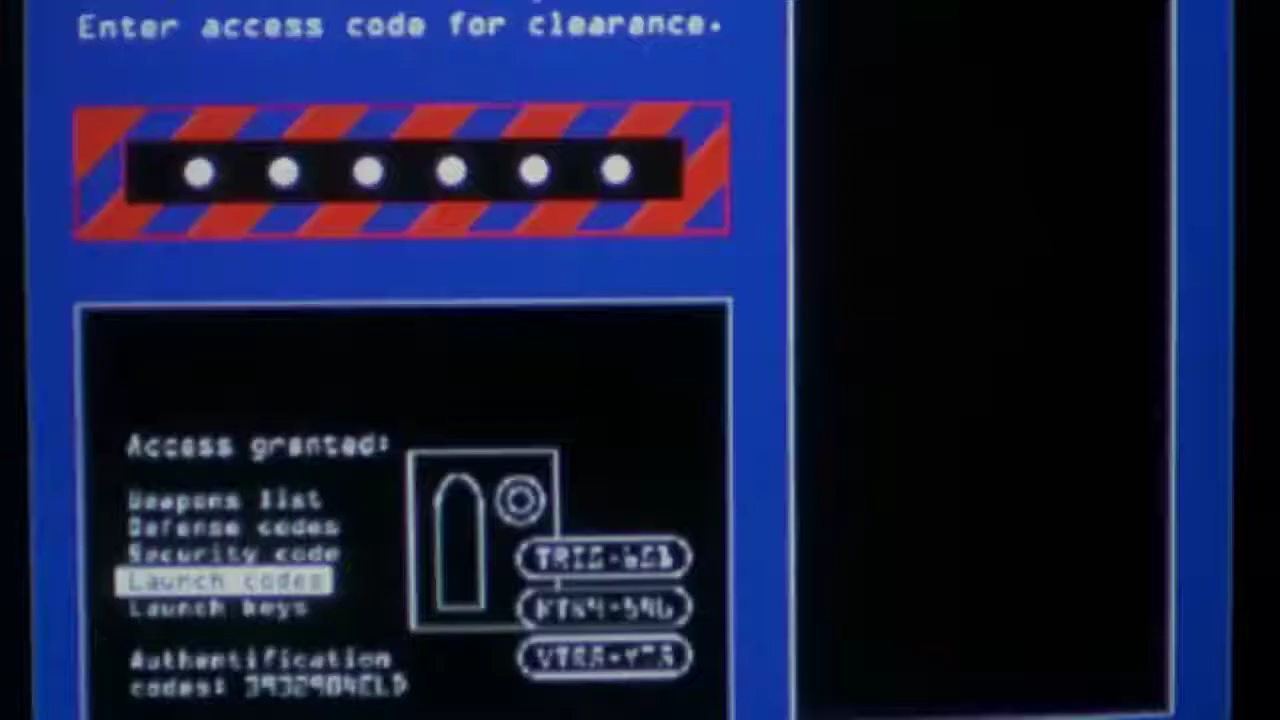 Enter access code for clearance.
Access granted:
Weapons list
Defense codes
Security code
Launch codes
Launch keys
Authentification
codes: